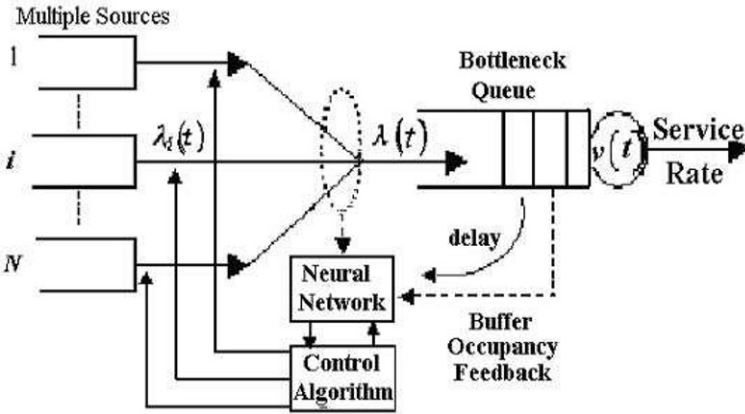 Multiple Sources
1
i
N
λi(t)
λ(t)
Bottleneck
Queue
v(t)
Service
Rate
delay
Neural
Network
Control
Algorithm
Buffer
Occupancy
Feedback